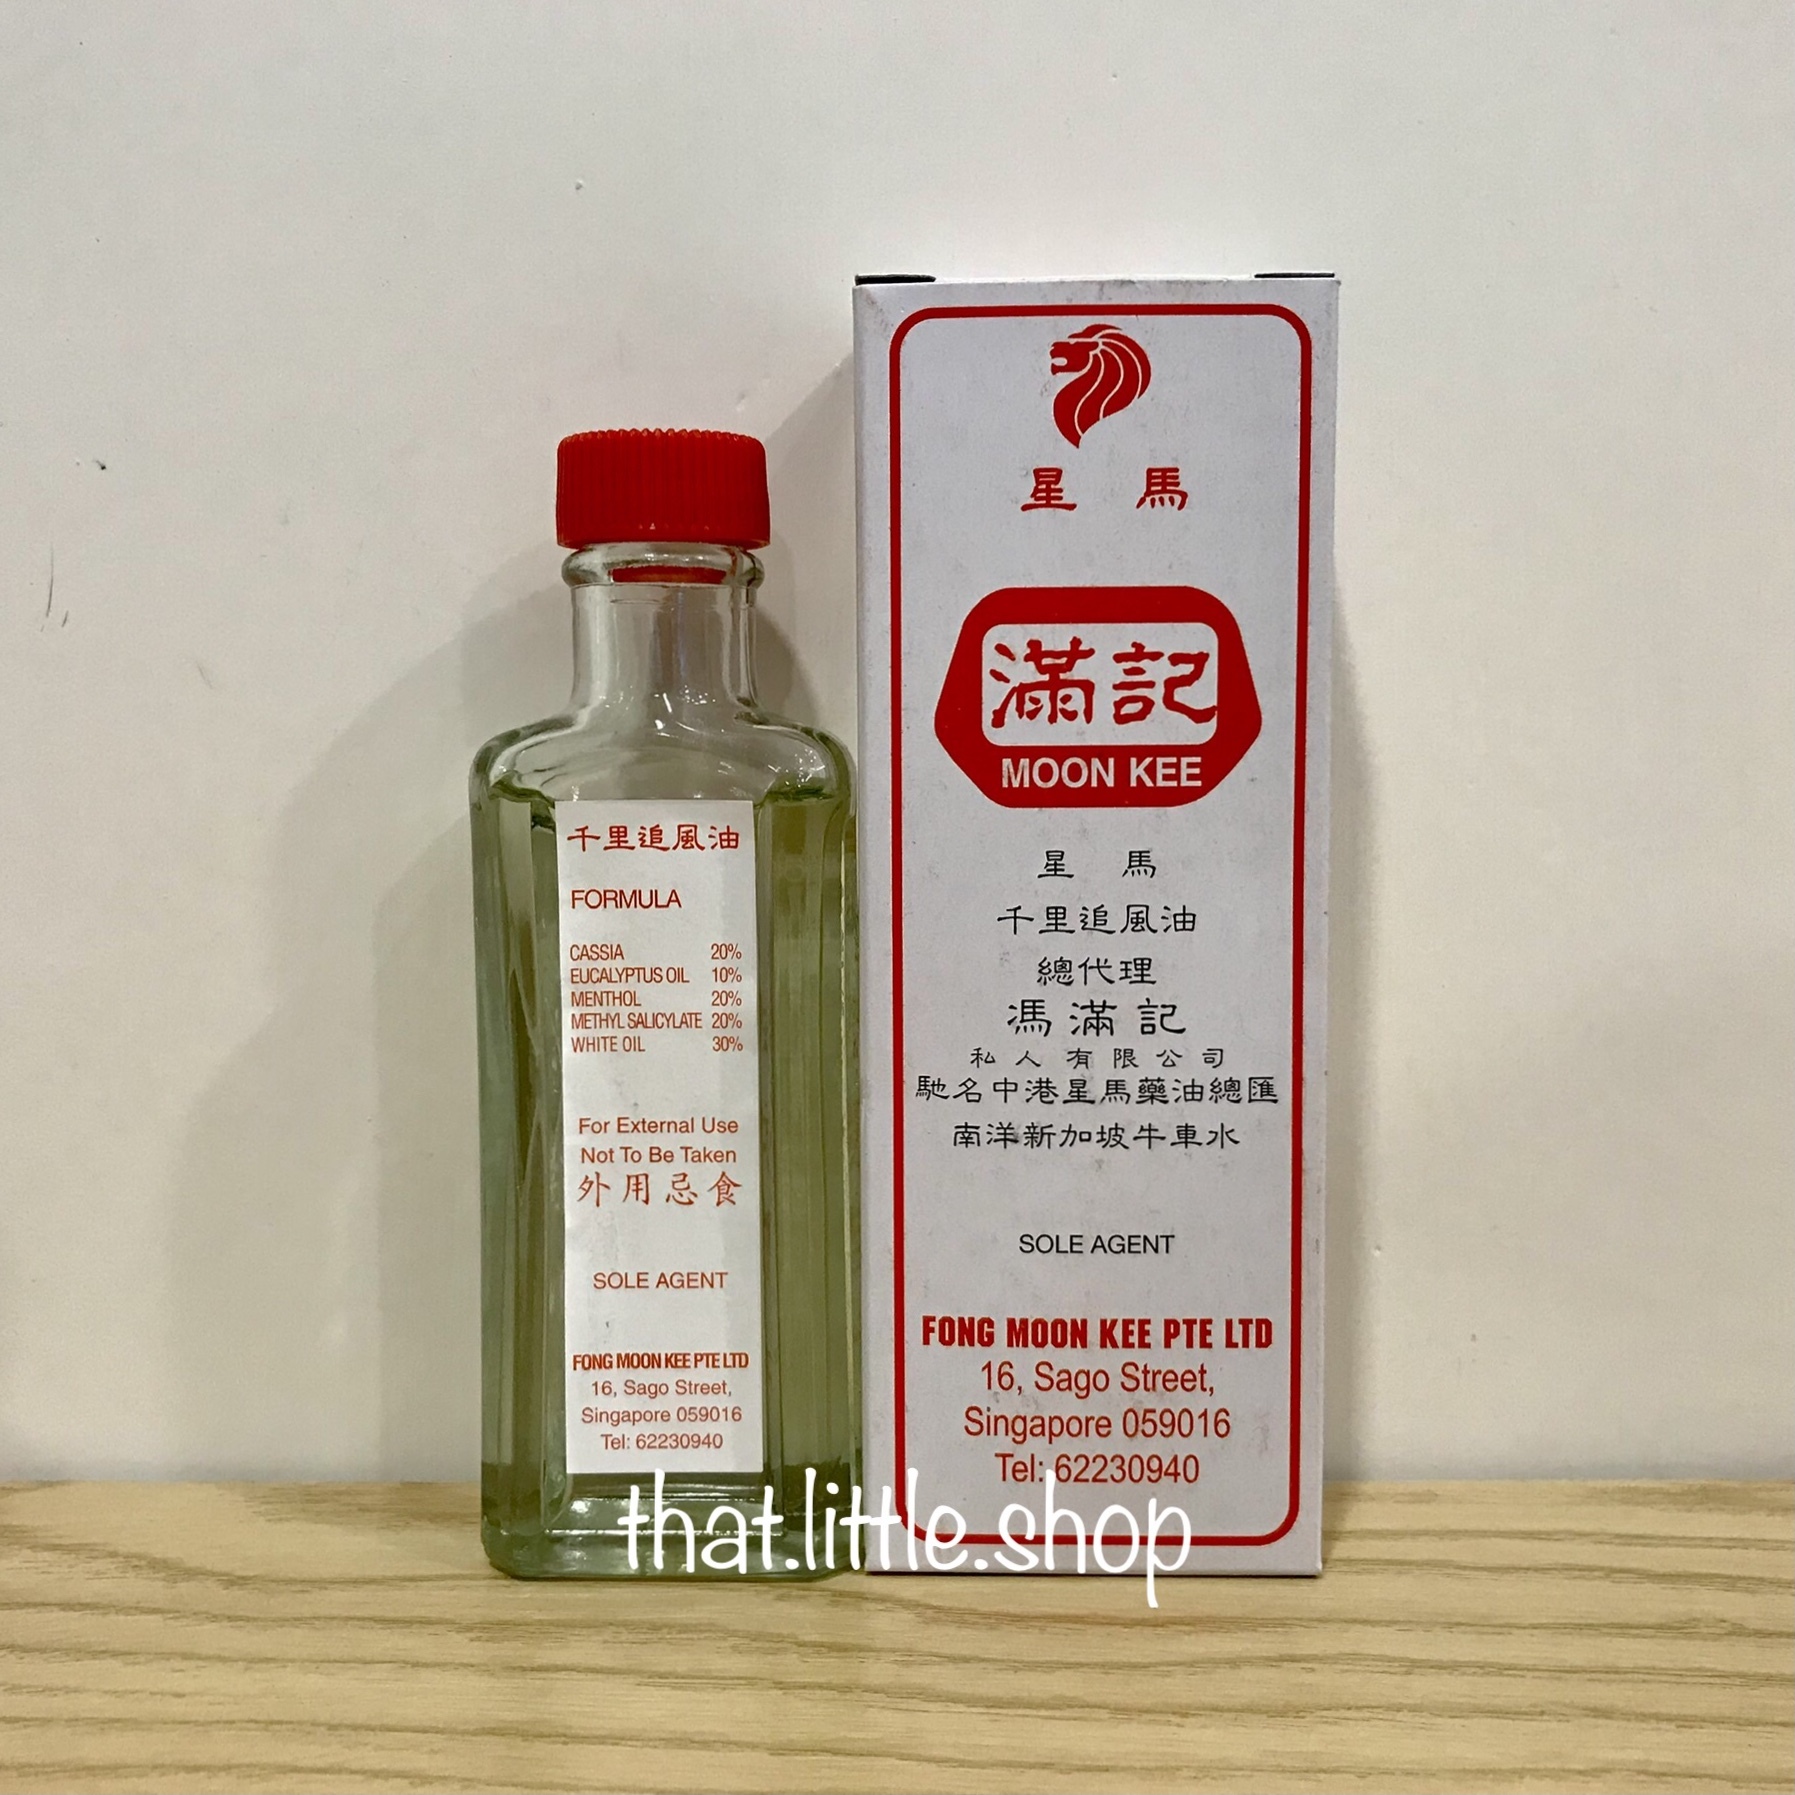 千里追風油
FORMULA
CASSIA 20%
EUCALYPTUS OIL 10%
MENTHOL 20%
METHYL SALICYLATE 20%
WHITE OIL 30%
For External Use
Not To Be Taken
外用忌食
SOLE AGENT
FONG MOON KEE PTE LTD
16, Sago Street,
Singapore 059016
Tel: 62230940
星馬
滿記
MOON KEE
星馬
千里追風油
總代理
馮滿記
私人有限公司
馳名中港星馬藥油總匯
南洋新加坡牛車水
SOLE AGENT
FONG MOON KEE PTE LTD
16, Sago Street,
Singapore 059016
Tel: 62230940
that.little.shop